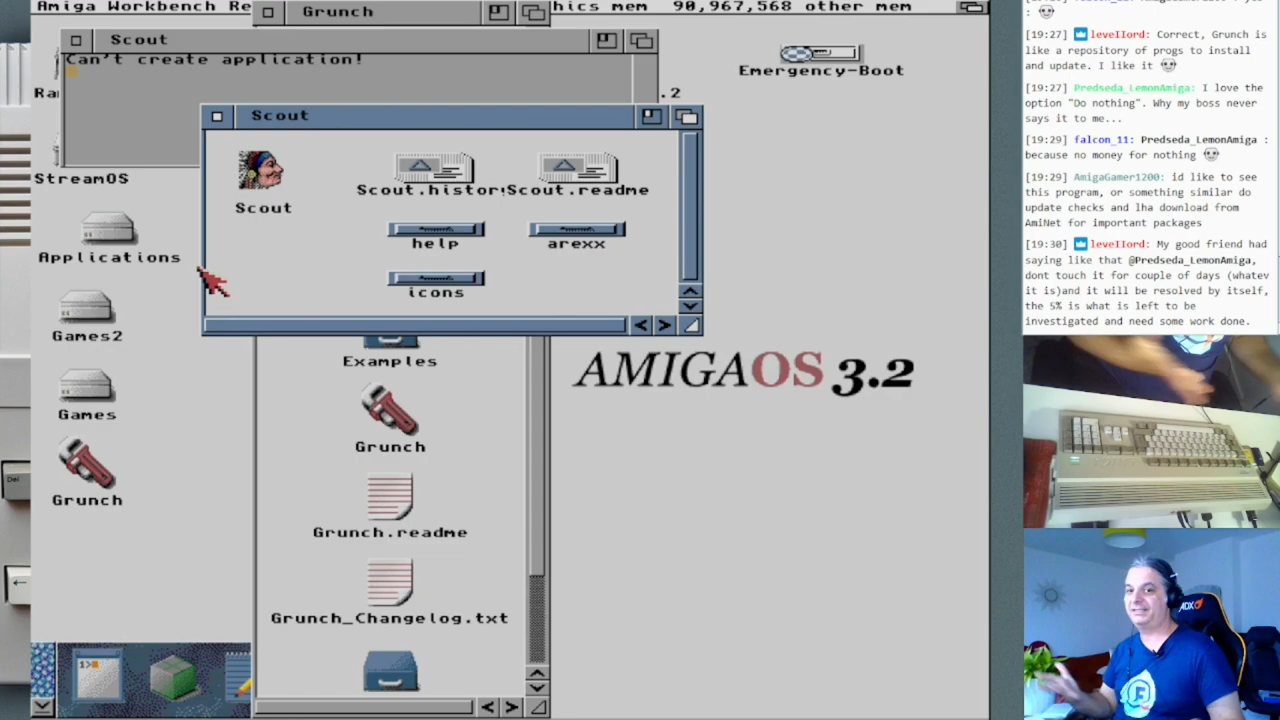 Amiga Workbench Re
Grunch
hics mem 90,967,568 other mem
Scout
Can't create application!
Ra
.2
Emergency-Boot
Scout
Scout
Scout.history
Scout.readme
help
arexx
icons
StreamOS
Applications
Games2
Games
Grunch
Examples
Grunch
Grunch.readme
Grunch_Changelog.txt
AMIGAOS 3.2
Del
1>
[19:27] levellord: Correct, Grunch is
like a repository of progs to install
and update. I like it
[19:27] Predseda_LemonAmiga: I love the
option "Do nothing". Why my boss never
says it to me...
[19:29] falcon_11: Predseda_LemonAmiga :
because no money for nothing
[19:29] AmigaGamer1200: id like to see
this program, or something similar do
update checks and lha download from
AmiNet for important packages
[19:30] levellord: My good friend had
saying like that @Predseda_LemonAmiga,
dont touch it for couple of days (whatev
it is)and it will be resolved by itself,
the 5% is what is left to be
investigated and need some work done.